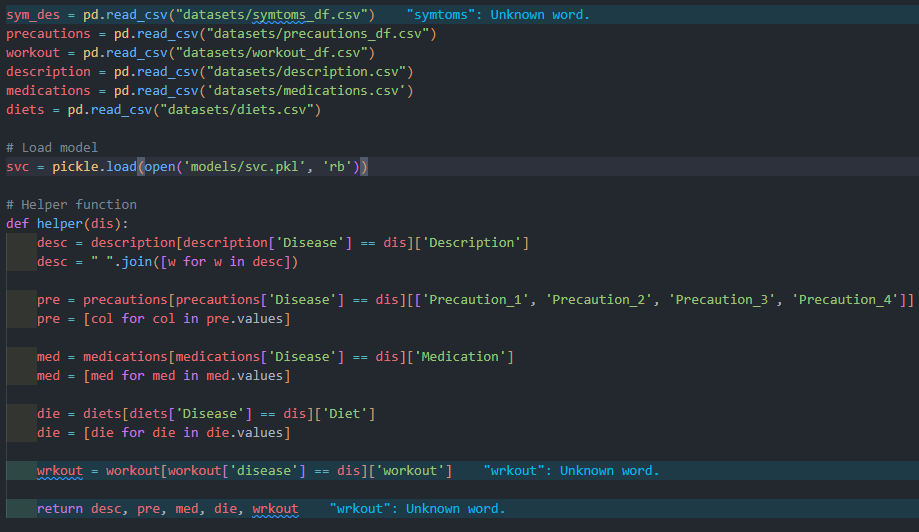 sym_des = pd.read_csv("datasets/symtoms_df.csv")    "symtoms": Unknown word.
precautions = pd.read_csv("datasets/precautions_df.csv")
workout = pd.read_csv("datasets/workout_df.csv")
description = pd.read_csv("datasets/description.csv")
medications = pd.read_csv('datasets/medications.csv')
diets = pd.read_csv("datasets/diets.csv")

# Load model
svc = pickle.load(open('models/svc.pkl', 'rb'))

# Helper function
def helper(dis):
    desc = description[description['Disease'] == dis]['Description']
    desc = " ".join([w for w in desc])

    pre = precautions[precautions['Disease'] == dis][['Precaution_1', 'Precaution_2', 'Precaution_3', 'Precaution_4']]
    pre = [col for col in pre.values]

    med = medications[medications['Disease'] == dis]['Medication']
    med = [med for med in med.values]

    die = diets[diets['Disease'] == dis]['Diet']
    die = [die for die in die.values]

    wrkout = workout[workout['disease'] == dis]['workout']    "wrkout": Unknown word.

    return desc, pre, med, die, wrkout    "wrkout": Unknown word.